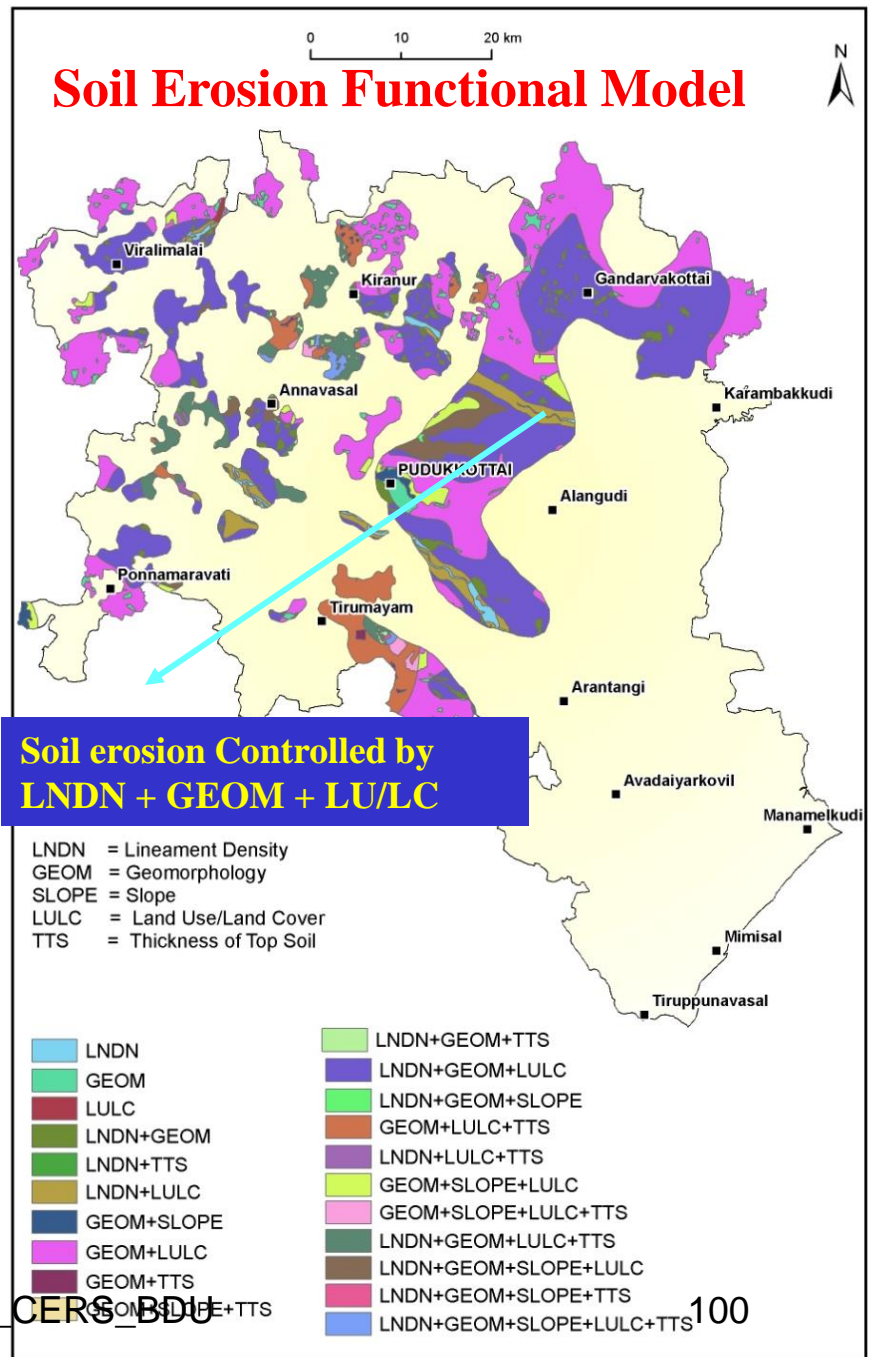 0 10 20 km
N
Soil Erosion Functional Model
Viralimalai
Kiranur
Gandarvakottai
Annavasal
Karambakkudi
PUDUKKOTTAI
Alangudi
Ponnamaravati
Tirumayam
Arantangi
Soil erosion Controlled by
LNDN + GEOM + LU/LC
Avadaiyarkovil
Manamelkudi
LNDN = Lineament Density
GEOM = Geomorphology
SLOPE = Slope
LULC = Land Use/Land Cover
TTS = Thickness of Top Soil
Mimisal
Tiruppunavasal
LNDN
GEOM
LULC
LNDN+GEOM
LNDN+TTS
LNDN+LULC
GEOM+SLOPE
GEOM+LULC
GEOM+TTS
GEOM+SLOPE+TTS
LNDN+GEOM+TTS
LNDN+GEOM+LULC
LNDN+GEOM+SLOPE
GEOM+LULC+TTS
LNDN+LULC+TTS
GEOM+SLOPE+LULC
GEOM+SLOPE+LULC+TTS
LNDN+GEOM+LULC+TTS
LNDN+GEOM+SLOPE+LULC
LNDN+GEOM+SLOPE+TTS
LNDN+GEOM+SLOPE+LULC+TTS
_CERS_BDU 100